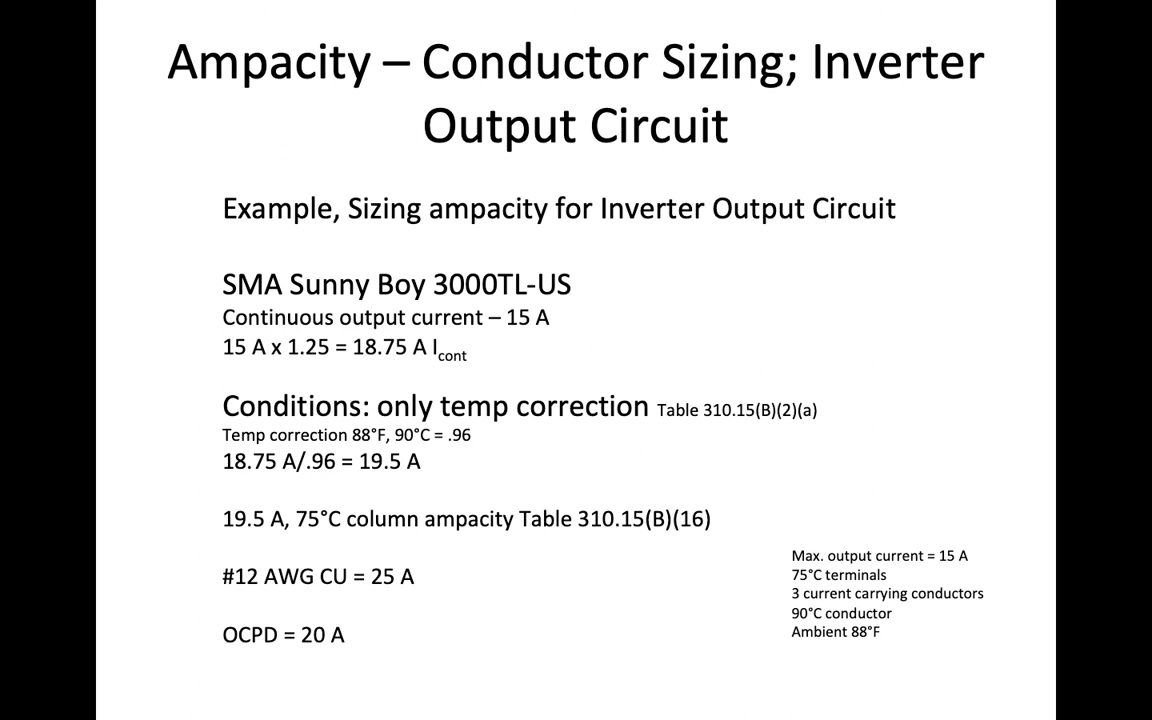 Ampacity – Conductor Sizing; Inverter
Output Circuit
Example, Sizing ampacity for Inverter Output Circuit
SMA Sunny Boy 3000TL-US
Continuous output current – 15 A
15 A x 1.25 = 18.75 A Icont
Conditions: only temp correction Table 310.15(B)(2)(a)
Temp correction 88°F, 90°C = .96
18.75 A/.96 = 19.5 A
19.5 A, 75°C column ampacity Table 310.15(B)(16)
#12 AWG CU = 25 A
OCPD = 20 A
Max. output current = 15 A
75°C terminals
3 current carrying conductors
90°C conductor
Ambient 88°F